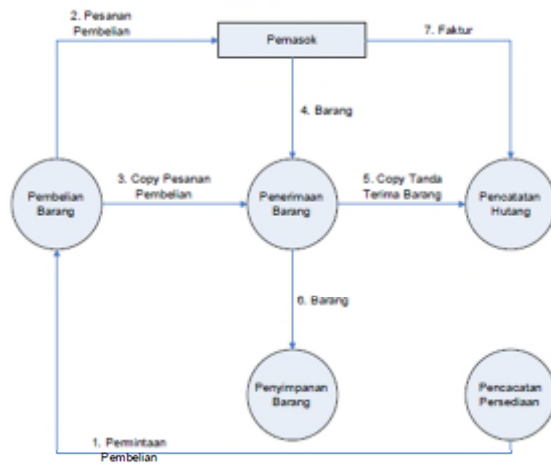 2. Pesanan
Pembelian
Pemasok
7. Faktur
4. Barang
Pembelian
Barang
3. Copy Pesanan
Pembelian
Penerimaan
Barang
5. Copy Tanda
Terima Barang
Pencatatan
Hutang
6. Barang
Penyimpanan
Barang
Pencacatan
Persediaan
1. Permintaan
Pembelian